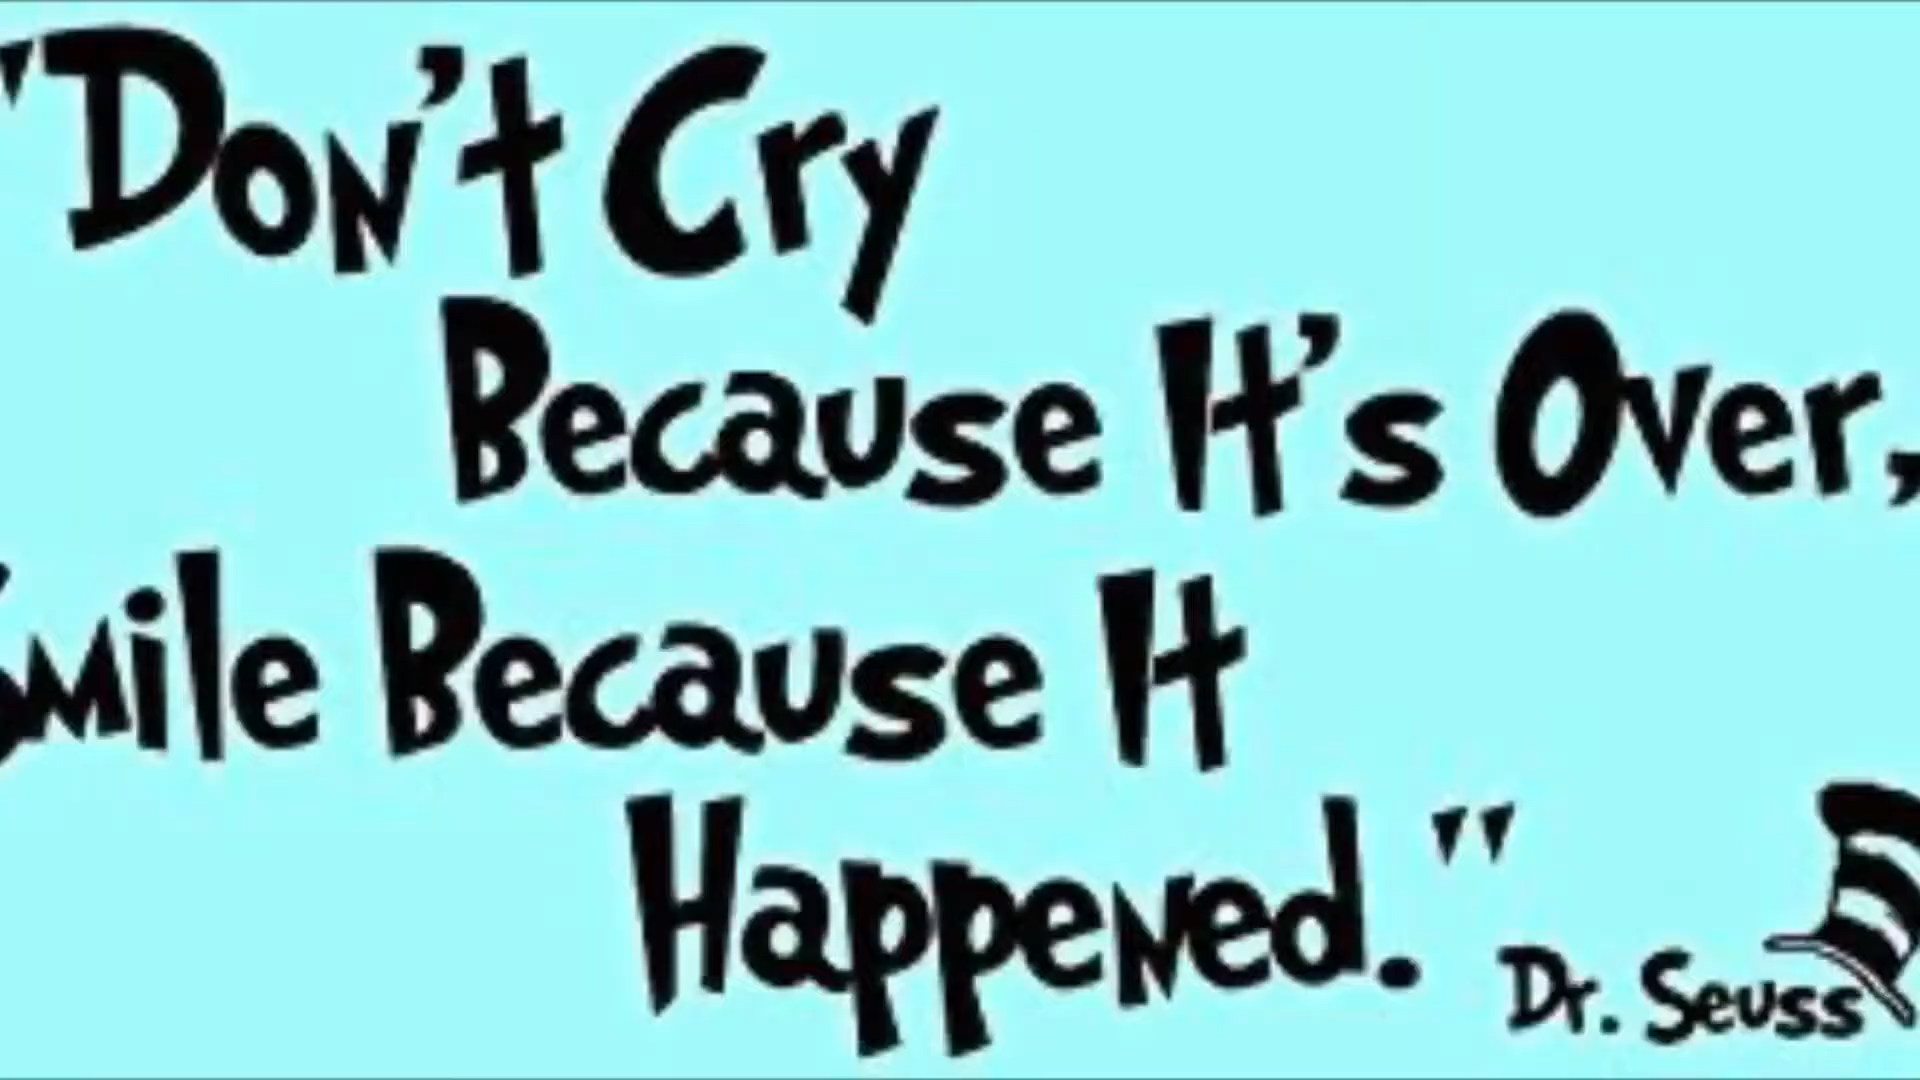 "Don't Cry
Because It's Over,
Smile Because It
Happened."
Dr. Seuss